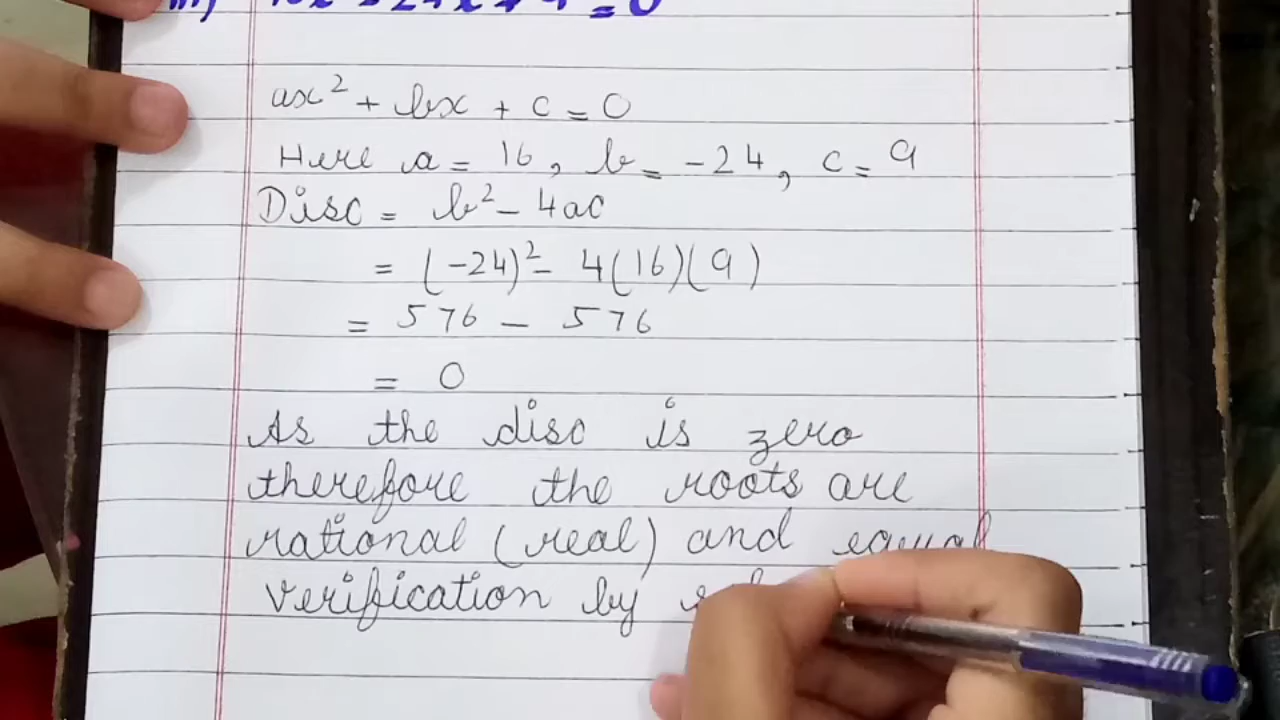 ax² + bx + c = 0
Here a = 16, b = -24, c = 9
Disc = b² - 4ac
= (-24)² - 4(16)(9)
= 576 - 576
= 0
As the disc is zero
therefore the roots are
rational (real) and equal
verification by